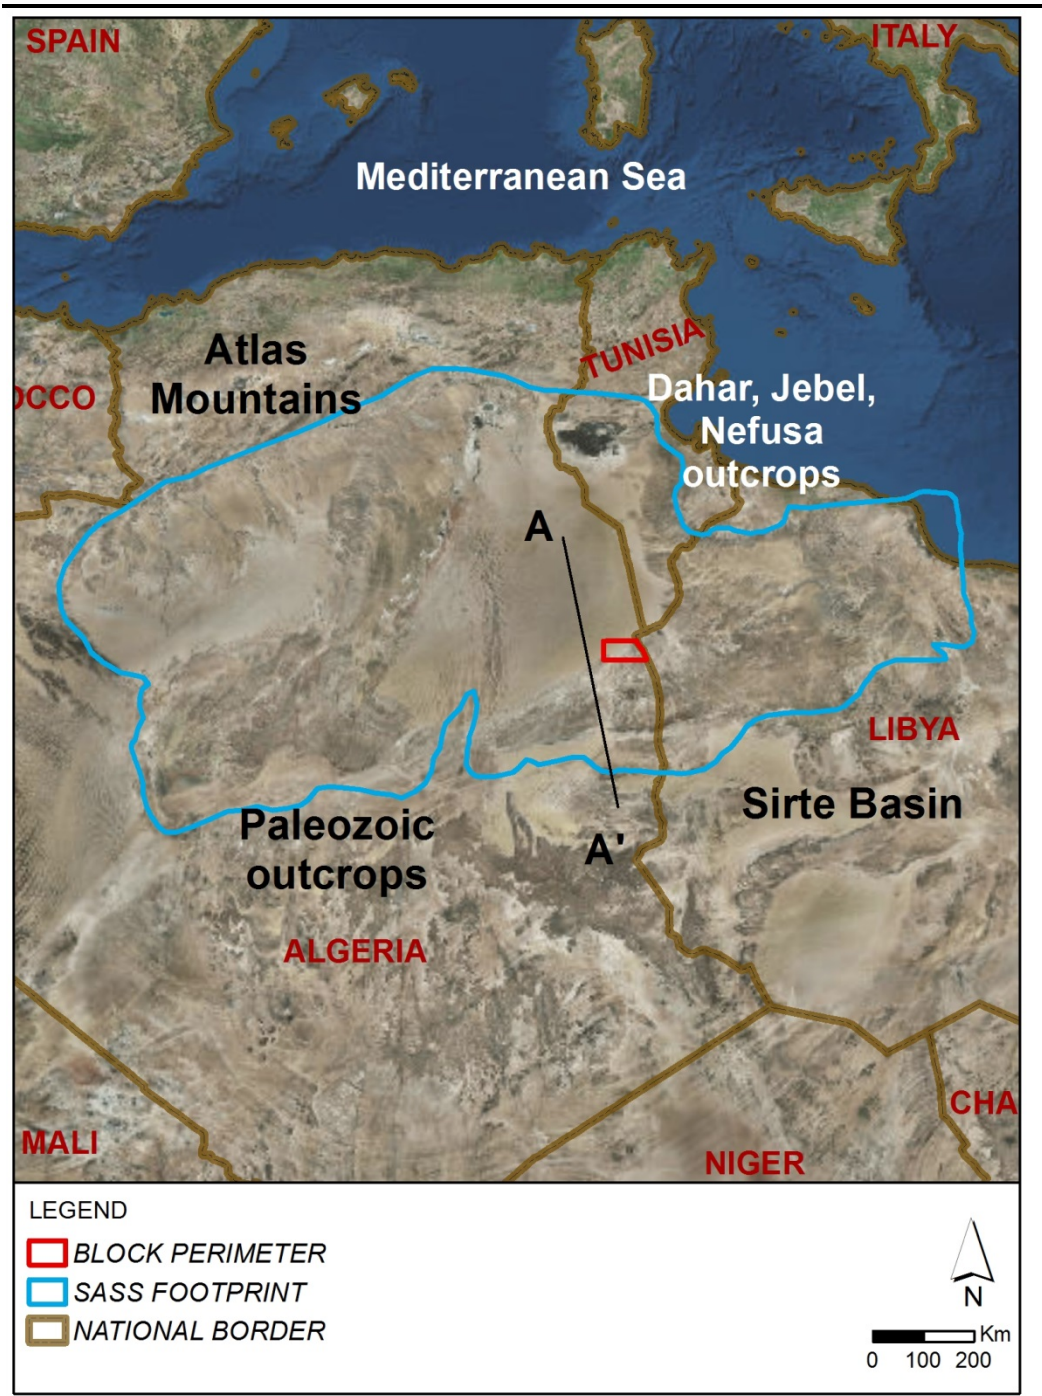 SPAIN
ITALY
Mediterranean Sea
Atlas
Mountains
TUNISIA
OCCO
Dahar, Jebel,
Nefusa
outcrops
A
LIBYA
Sirte Basin
Paleozoic
outcrops
A'
ALGERIA
CHA
MALI
NIGER
LEGEND
BLOCK PERIMETER
SASS FOOTPRINT
NATIONAL BORDER
N
Km
0 100 200